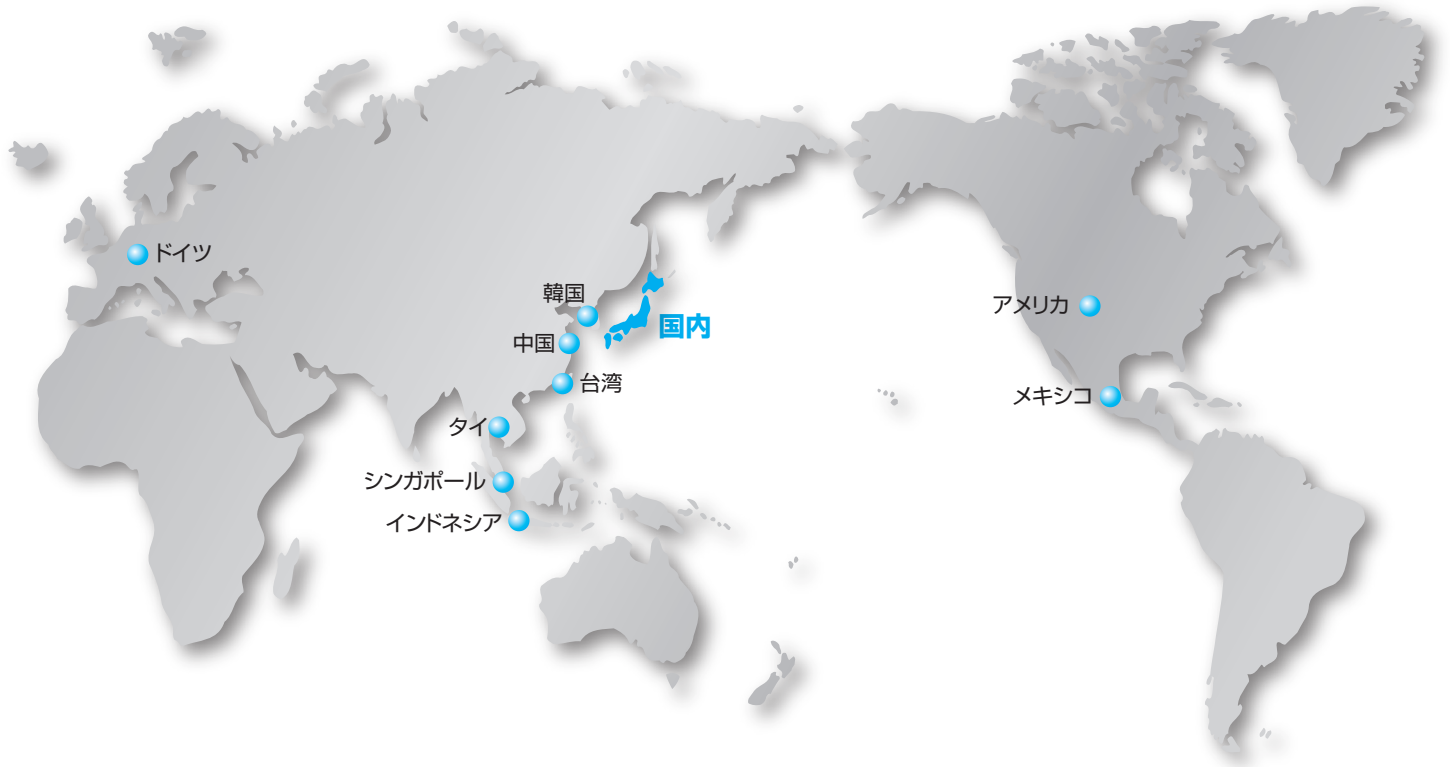 ドイツ
韓国
国内
アメリカ
中国
台湾
メキシコ
タイ
シンガポール
インドネシア